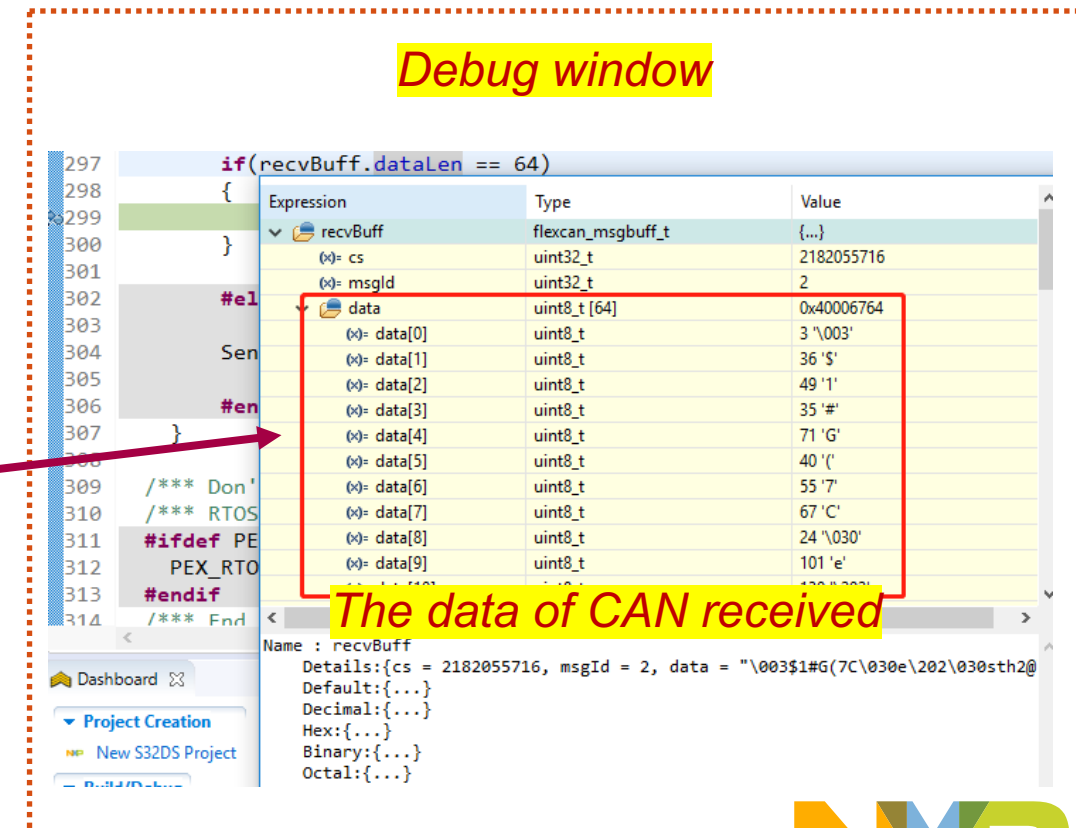 Debug window
297 if(recvBuff.dataLen == 64)
298 {
299
300 }
301
302 #el
303
304 Sen
305
306 #en
307 }
308
309 /*** Don'
310 /*** RTOS
311 #ifdef PE
312 PEX_RTO
313 #endif
314 /*** End
Expression Type Value
recvBuff flexcan_msgbuff_t {...}
(x)= cs uint32_t 2182055716
(x)= msgId uint32_t 2
data uint8_t [64] 0x40006764
(x)= data[0] uint8_t 3 '\003'
(x)= data[1] uint8_t 36 '$'
(x)= data[2] uint8_t 49 '1'
(x)= data[3] uint8_t 35 '#'
(x)= data[4] uint8_t 71 'G'
(x)= data[5] uint8_t 40 '('
(x)= data[6] uint8_t 55 '7'
(x)= data[7] uint8_t 67 'C'
(x)= data[8] uint8_t 24 '\030'
(x)= data[9] uint8_t 101 'e'
The data of CAN received
Name : recvBuff
Details:{cs = 2182055716, msgId = 2, data = "\003$1#G(7C\030e\202\030sth2@
Default:{...}
Decimal:{...}
Hex:{...}
Binary:{...}
Octal:{...}
Dashboard
Project Creation
NXP New S32DS Project
Build/Debug